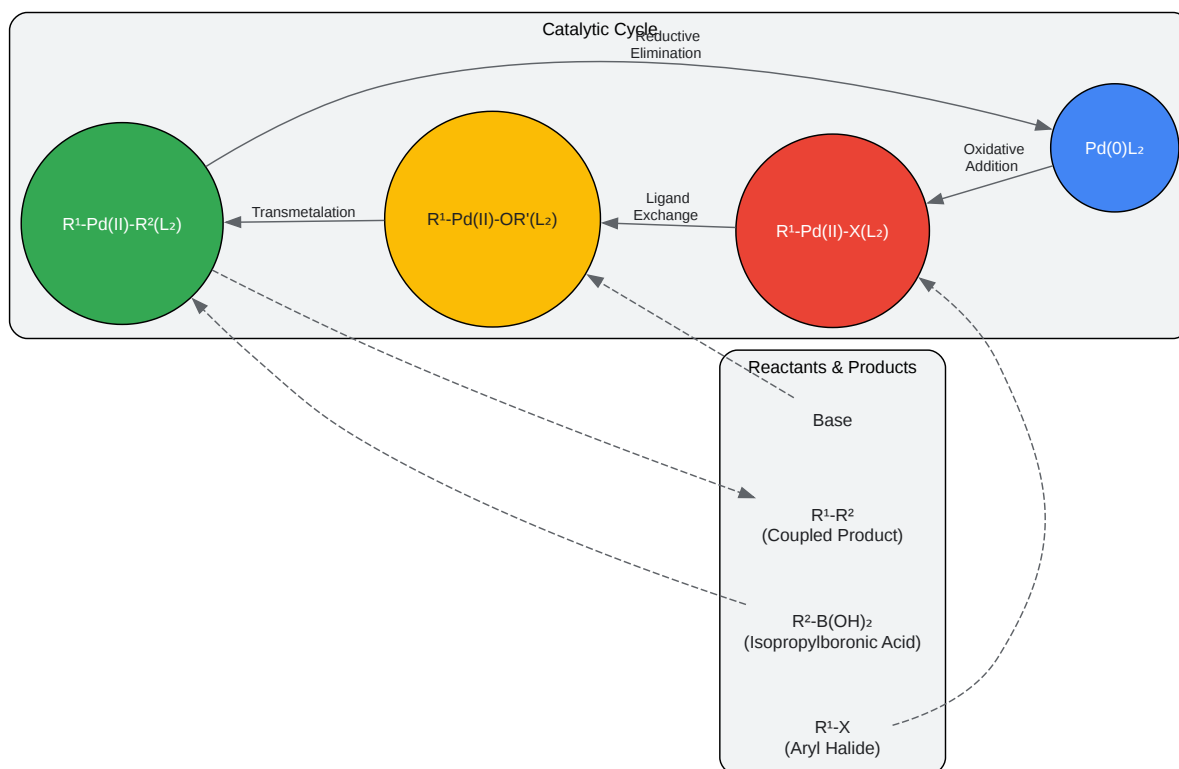 Catalytic Cycle
Reductive
Elimination
Pd(0)L₂
Oxidative
Addition
R¹-Pd(II)-X(L₂)
Ligand
Exchange
R¹-Pd(II)-OR'(L₂)
Transmetalation
R¹-Pd(II)-R²(L₂)
Reactants & Products
Base
R¹-R²
(Coupled Product)
R²-B(OH)₂
(Isopropylboronic Acid)
R¹-X
(Aryl Halide)